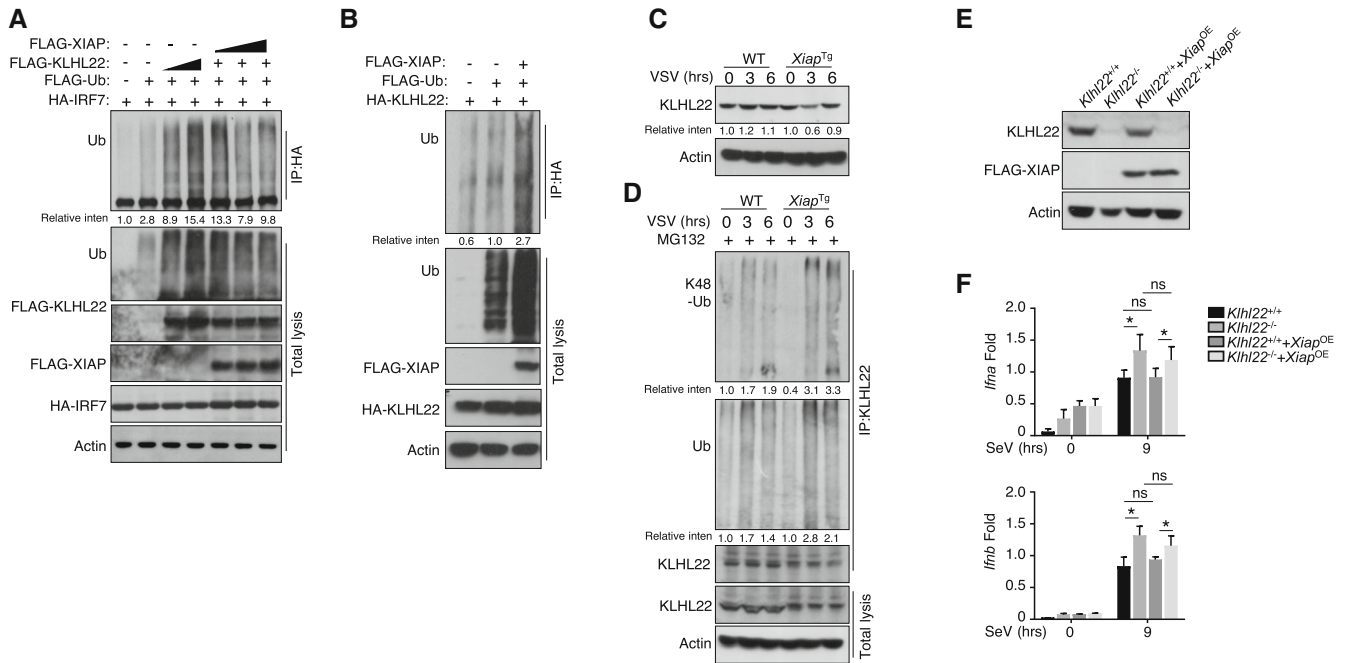 A
FLAG-XIAP: - - - -
FLAG-KLHL22: - - + + +
FLAG-Ub: - + + + + + +
HA-IRF7: + + + + + + +
Ub
IP:HA
Relative inten 1.0 2.8 8.9 15.4 13.3 7.9 9.8
Ub
FLAG-KLHL22
FLAG-XIAP
HA-IRF7
Actin
Total lysis
B
FLAG-XIAP: - - +
FLAG-Ub: - + +
HA-KLHL22: + + +
Ub
IP:HA
Relative inten 0.6 1.0 2.7
Ub
FLAG-XIAP
HA-KLHL22
Actin
Total lysis
C
WT XiapTg
VSV (hrs) 0 3 6 0 3 6
KLHL22
Relative inten 1.0 1.2 1.1 1.0 0.6 0.9
Actin
D
WT XiapTg
VSV (hrs) 0 3 6 0 3 6
MG132 + + + + + +
K48
-Ub
Relative inten 1.0 1.7 1.9 0.4 3.1 3.3
Ub
IP:KLHL22
Relative inten 1.0 1.7 1.4 1.0 2.8 2.1
KLHL22
KLHL22
Actin
Total lysis
E
Klhl22+/+
Klhl22-/-
Klhl22+/++XiapOE
Klhl22-/-+XiapOE
KLHL22
FLAG-XIAP
Actin
F
Ifna Fold
2.0
1.5
1.0
0.5
0
ns
ns
* *
SeV (hrs) 0 9
Klhl22+/+
Klhl22-/-
Klhl22+/++XiapOE
Klhl22-/-+XiapOE
Ifnb Fold
2.0
1.5
1.0
0.5
0
ns
ns
* *
SeV (hrs) 0 9